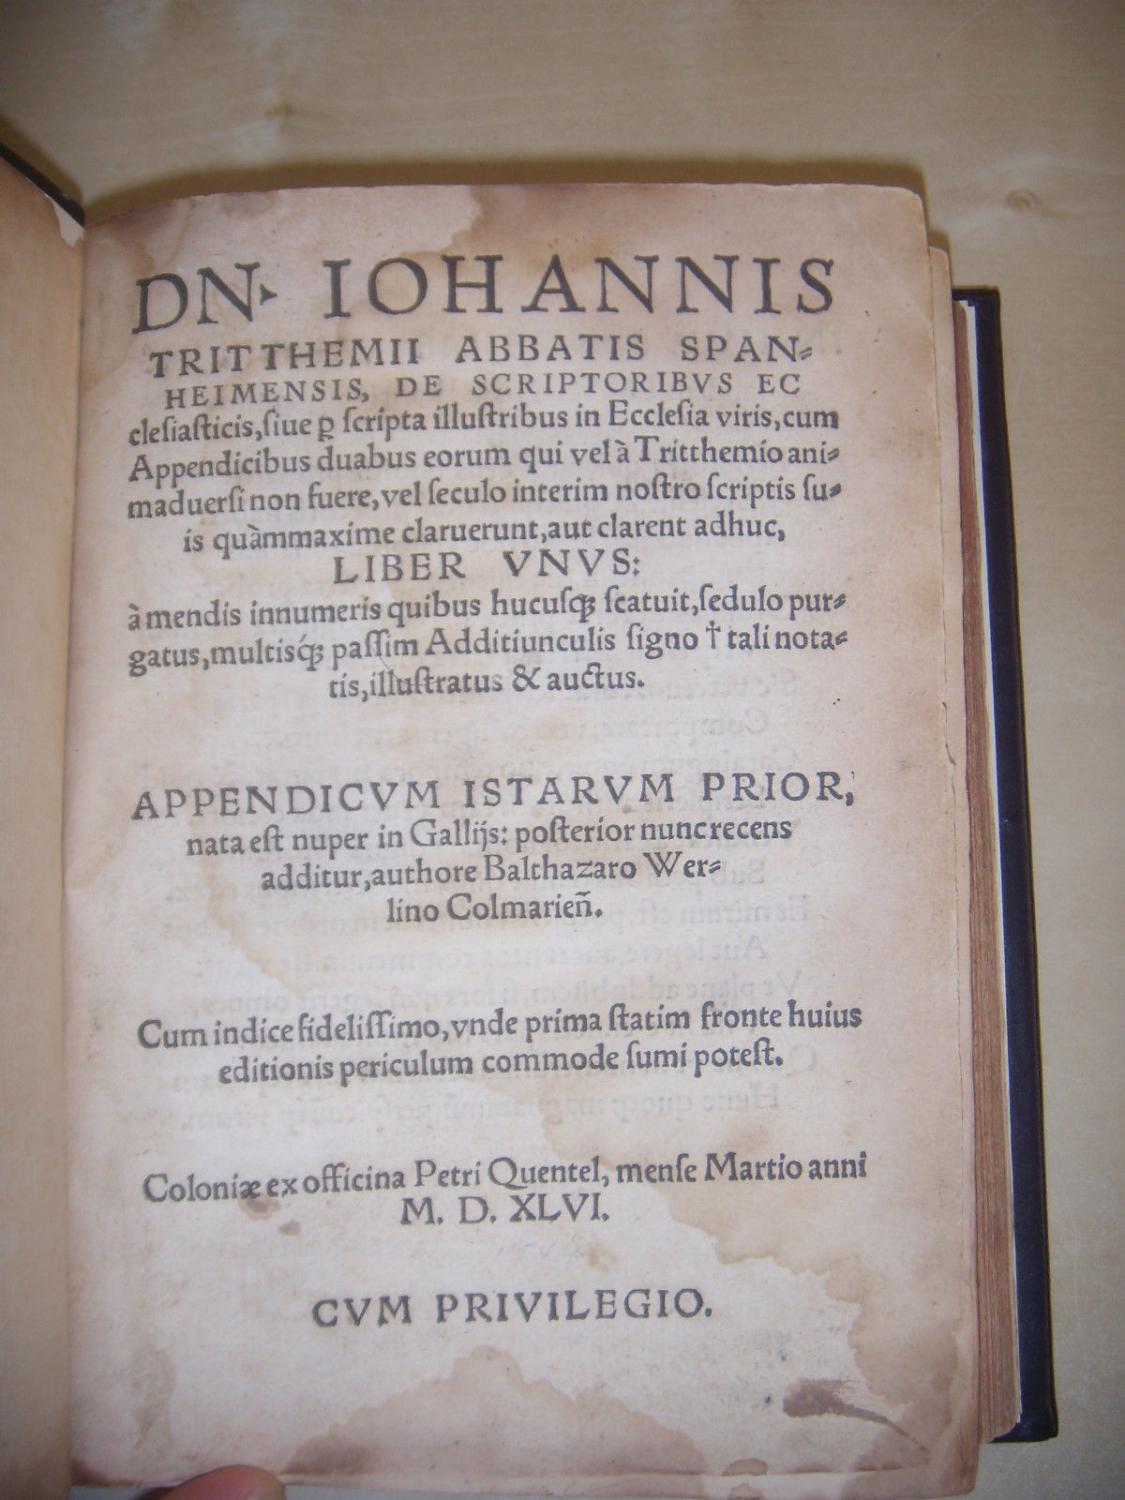 DN. IOHANNIS
TRITTHEMII ABBATIS SPAN⸗
HEIMENSIS, DE SCRIPTORIBVS EC
cleſiaſticis, ſiue ꝑ ſcripta illuſtribus in Eccleſia viris, cum
Appendicibus duabus eorum qui vel à Tritthemio ani⸗
maduerſi non fuere, vel ſeculo interim noſtro ſcriptis ſu⸗
is quàmmaxime claruerunt, aut clarent adhuc,
LIBER VNVS:
à mendis innumeris quibus hucuſqꝫ ſcatuit, ſedulo pur⸗
gatus, multisq́ꝫ paſſim Additiunculis ſigno † tali nota⸗
tis, illuſtratus & auctus.
APPENDICVM ISTARVM PRIOR,
nata eſt nuper in Gallijs: poſterior nunc recens
additur, authore Balthazaro Wer⸗
lino Colmarien̄.
Cum indice fideliſſimo, vnde prima ſtatim fronte huius
editionis periculum commode ſumi poteſt.
Coloniæ ex officina Petri Quentel, menſe Martio anni
M. D. XLVI.
CVM PRIVILEGIO.